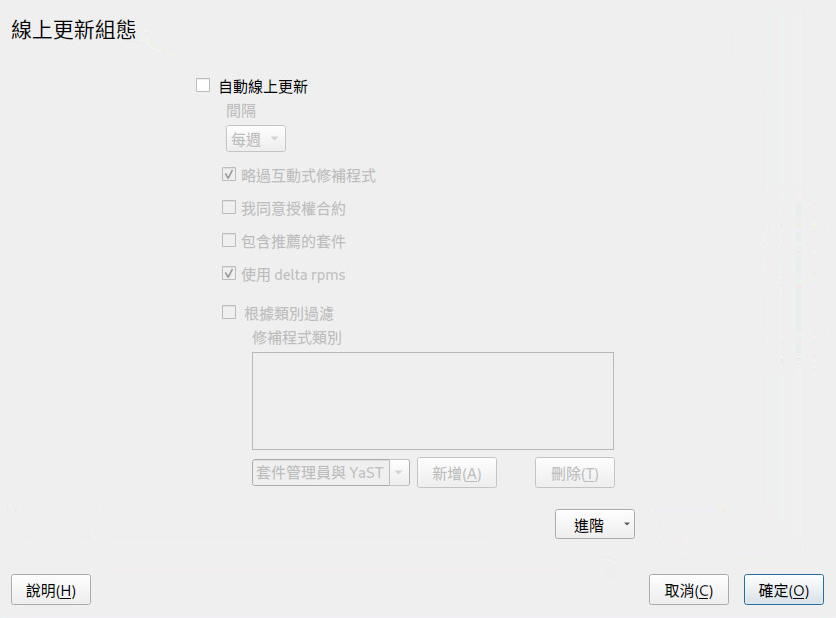 線上更新組態
自動線上更新
間隔
每週
略過互動式修補程式
我同意授權合約
包含推薦的套件
使用 delta rpms
根據類別過濾
修補程式類別
套件管理員與 YaST 新增(A) 刪除(T)
進階
說明(H) 取消(C) 確定(O)